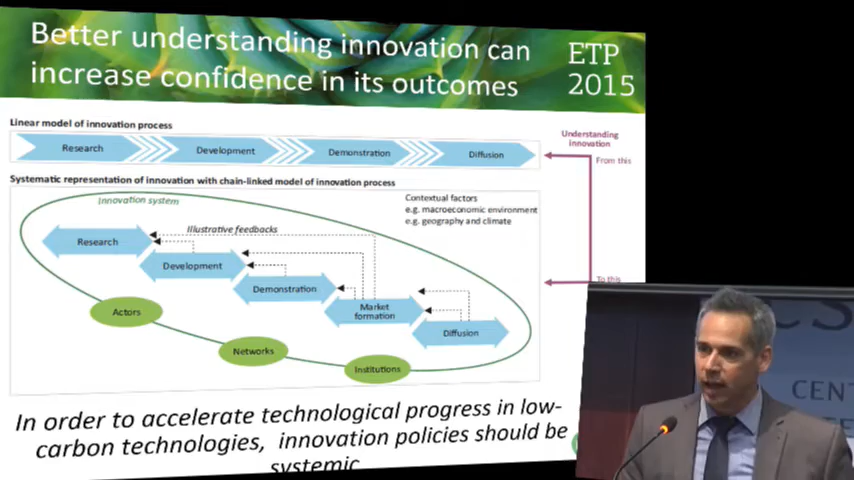 Better understanding innovation can
increase confidence in its outcomes
ETP
2015
Linear model of innovation process
Research
Development
Demonstration
Diffusion
Understanding
innovation
From this
Systematic representation of innovation with chain-linked model of innovation process
Contextual factors
e.g. macroeconomic environment
e.g. geography and climate
Innovation system
Illustrative feedbacks
Research
Development
Demonstration
Market
formation
Diffusion
To this
Actors
Networks
Institutions
In order to accelerate technological progress in low-
carbon technologies, innovation policies should be
systemic
CS
CENT